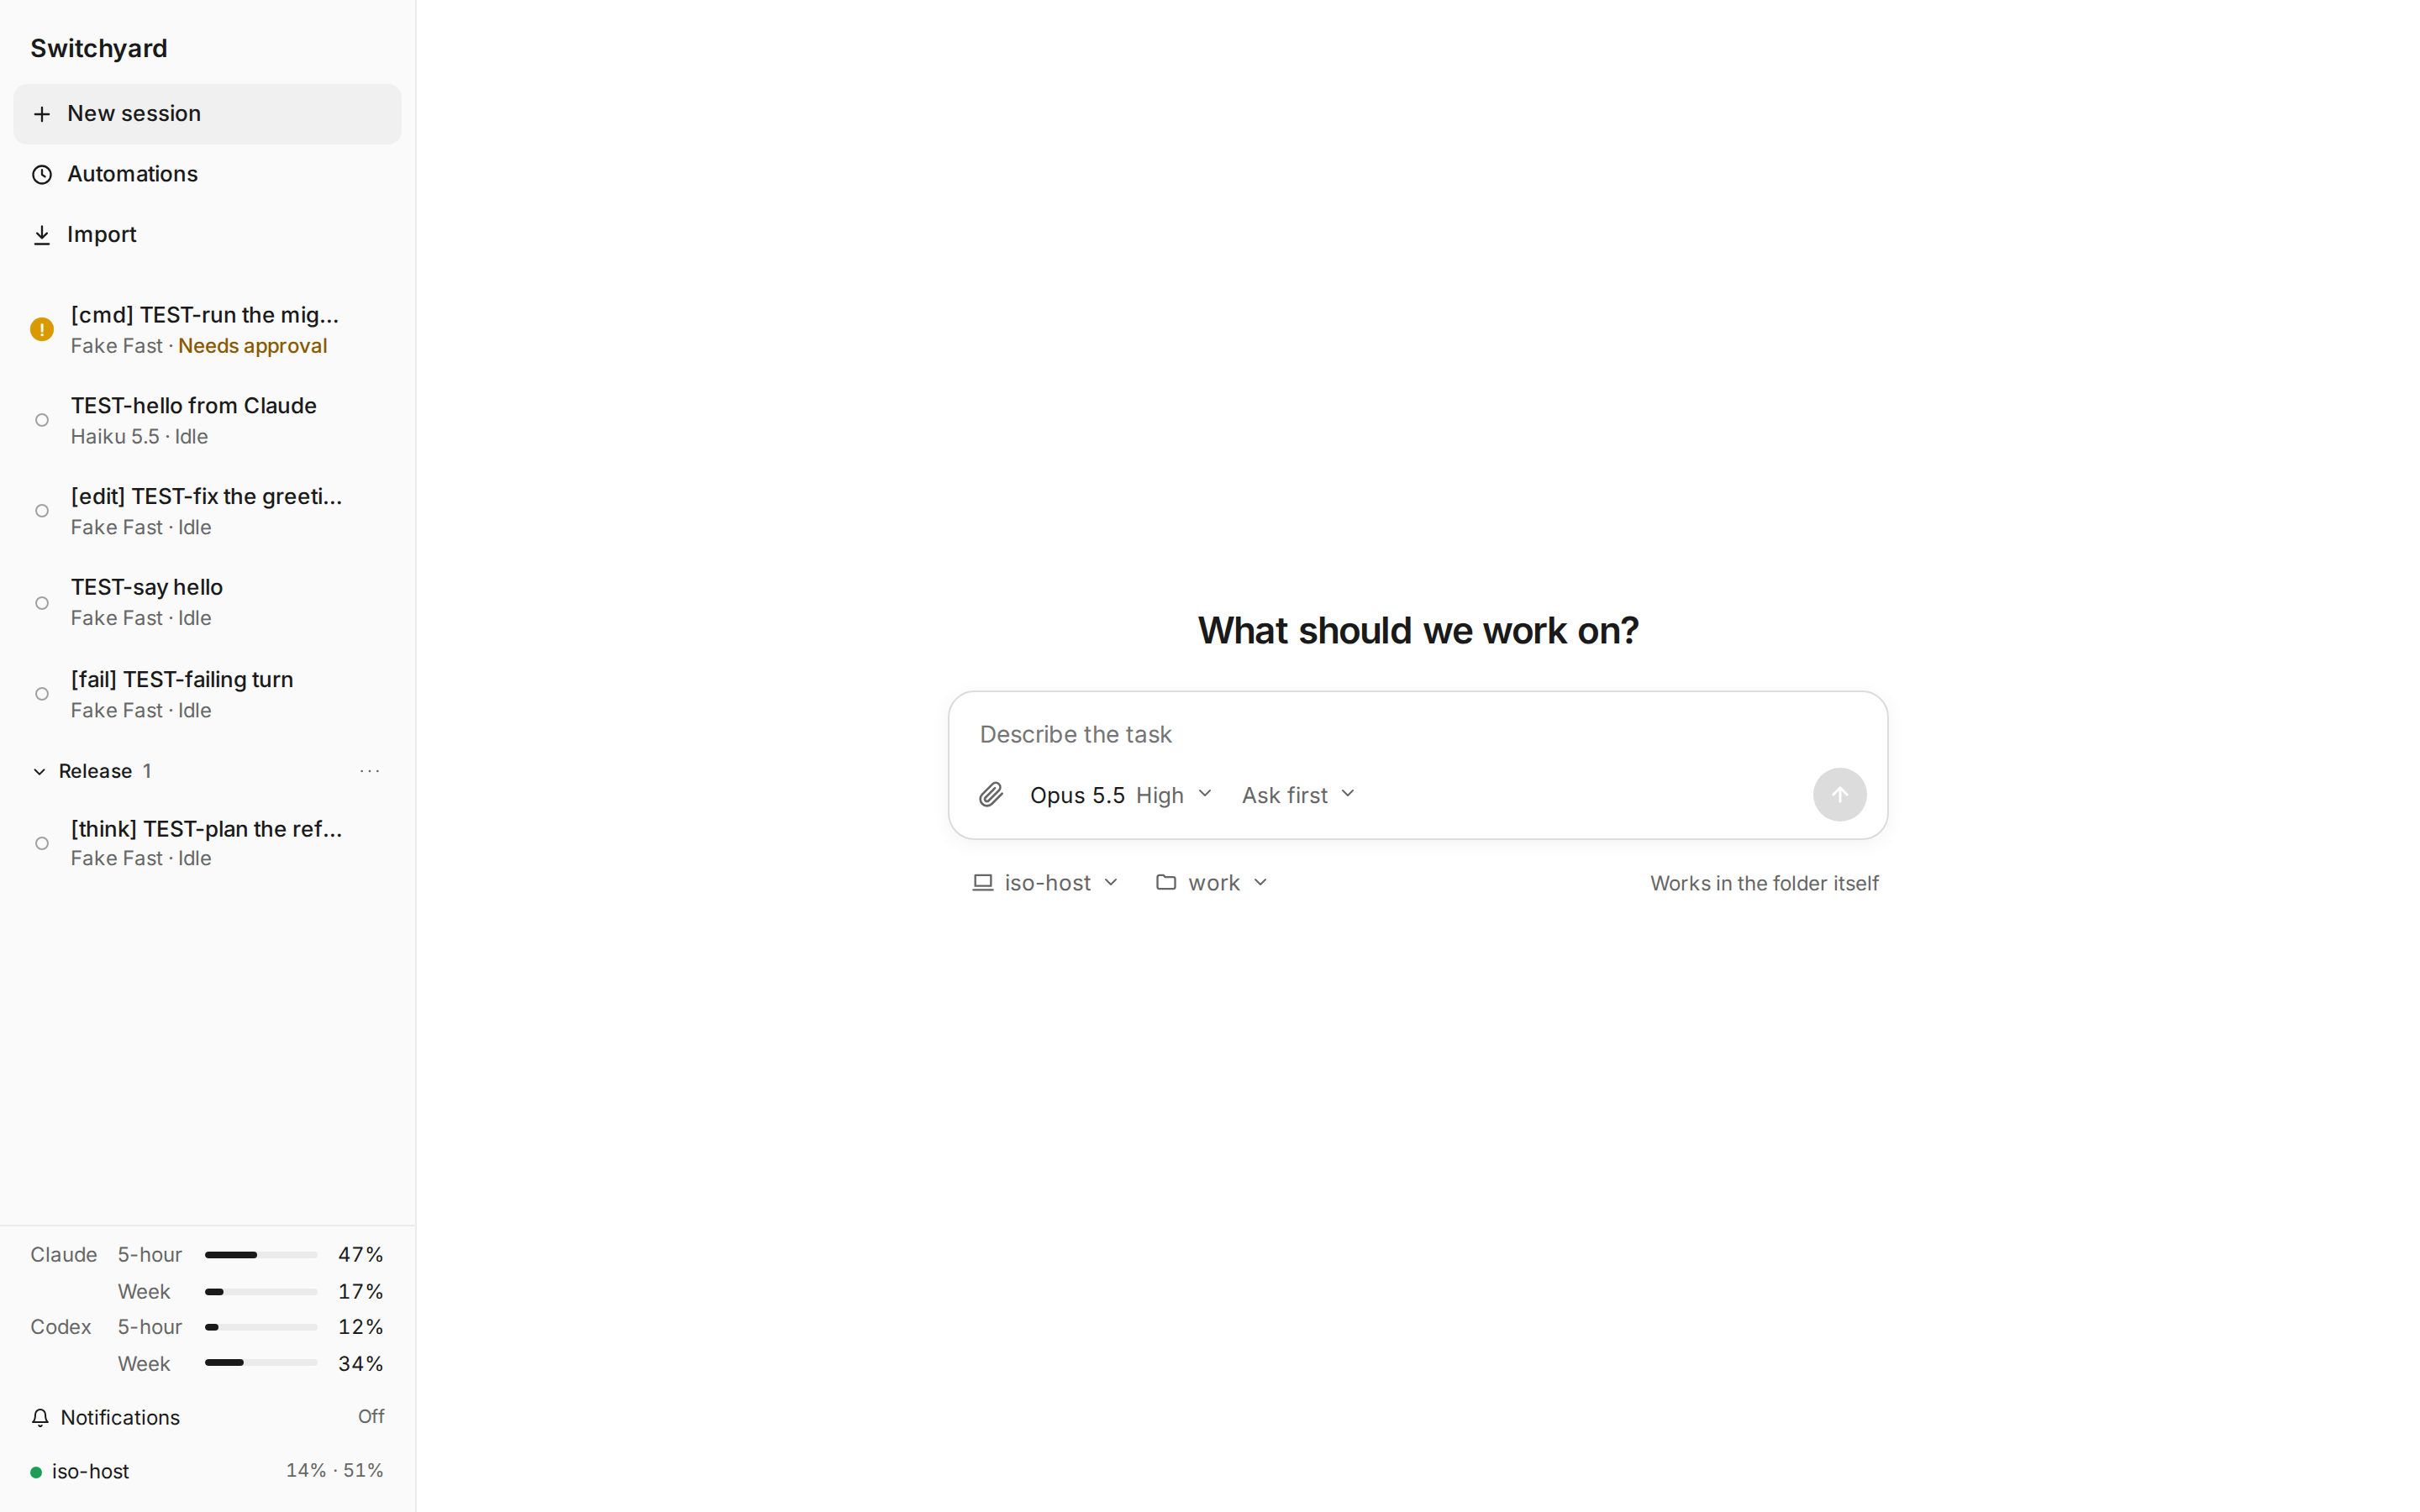 Switchyard
New session
Automations
Import
[cmd] TEST-run the mig...
Fake Fast · Needs approval
TEST-hello from Claude
Haiku 5.5 · Idle
[edit] TEST-fix the greeti...
Fake Fast · Idle
TEST-say hello
Fake Fast · Idle
[fail] TEST-failing turn
Fake Fast · Idle
Release 1
[think] TEST-plan the ref...
Fake Fast · Idle
Claude 5-hour 47%
Week 17%
Codex 5-hour 12%
Week 34%
Notifications Off
iso-host 14% · 51%
What should we work on?
Describe the task
Opus 5.5 High Ask first
iso-host work Works in the folder itself